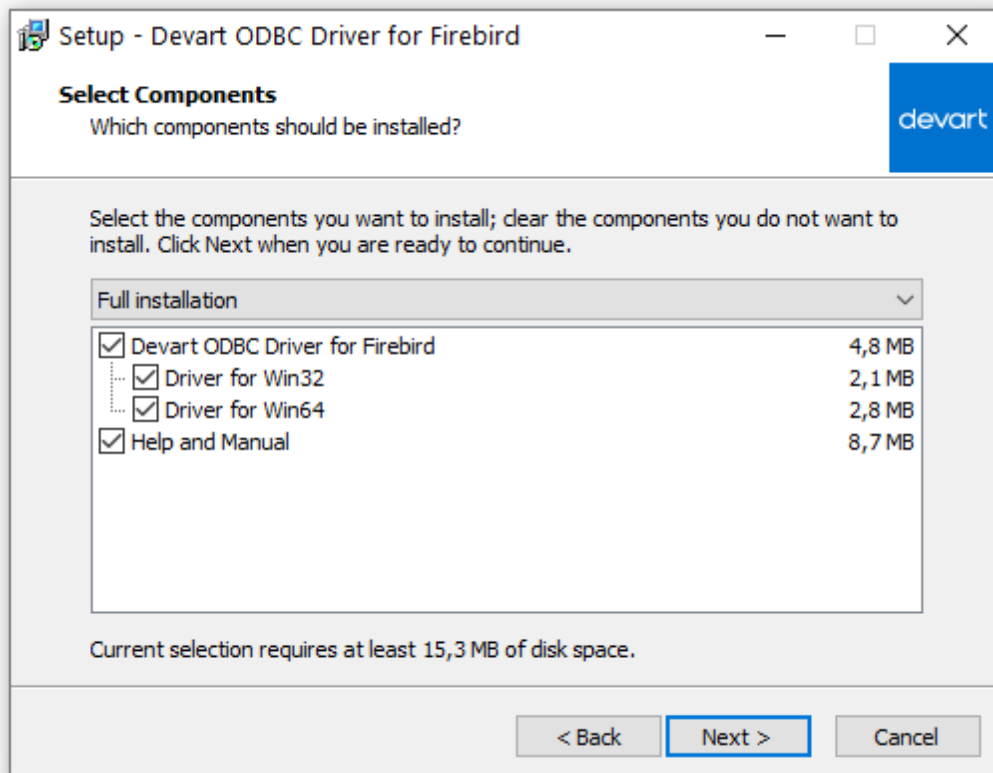 Setup - Devart ODBC Driver for Firebird
Select Components
Which components should be installed?
devart
Select the components you want to install; clear the components you do not want to
install. Click Next when you are ready to continue.
Full installation
Devart ODBC Driver for Firebird 4,8 MB
Driver for Win32 2,1 MB
Driver for Win64 2,8 MB
Help and Manual 8,7 MB
Current selection requires at least 15,3 MB of disk space.
< Back Next > Cancel